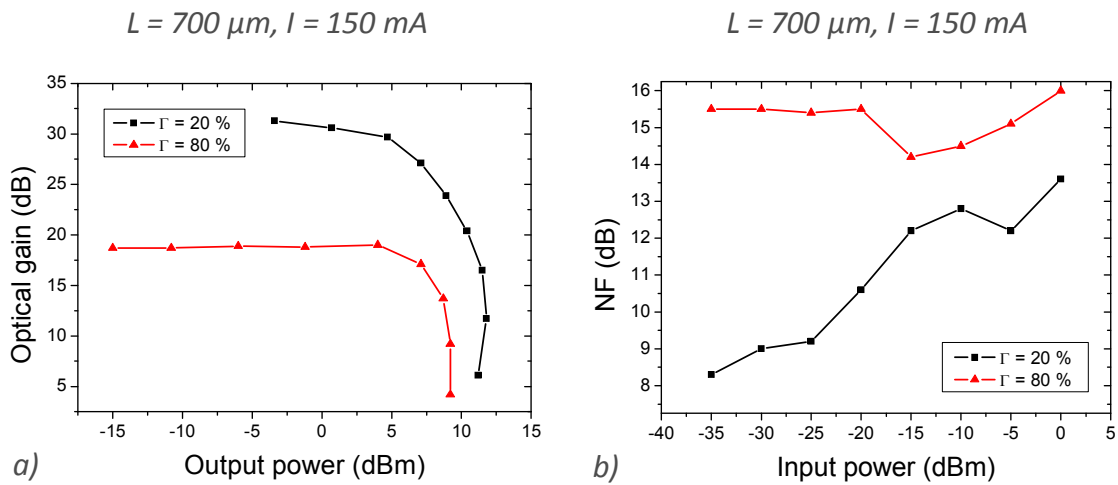 L = 700 µm, I = 150 mA
35
30
25
20
15
10
5
Optical gain (dB)
Γ = 20 %
Γ = 80 %
-15
-10
-5
0
5
10
15
Output power (dBm)
a)
L = 700 µm, I = 150 mA
16
15
14
13
12
11
10
9
8
NF (dB)
Γ = 20 %
Γ = 80 %
-40
-35
-30
-25
-20
-15
-10
-5
0
5
Input power (dBm)
b)